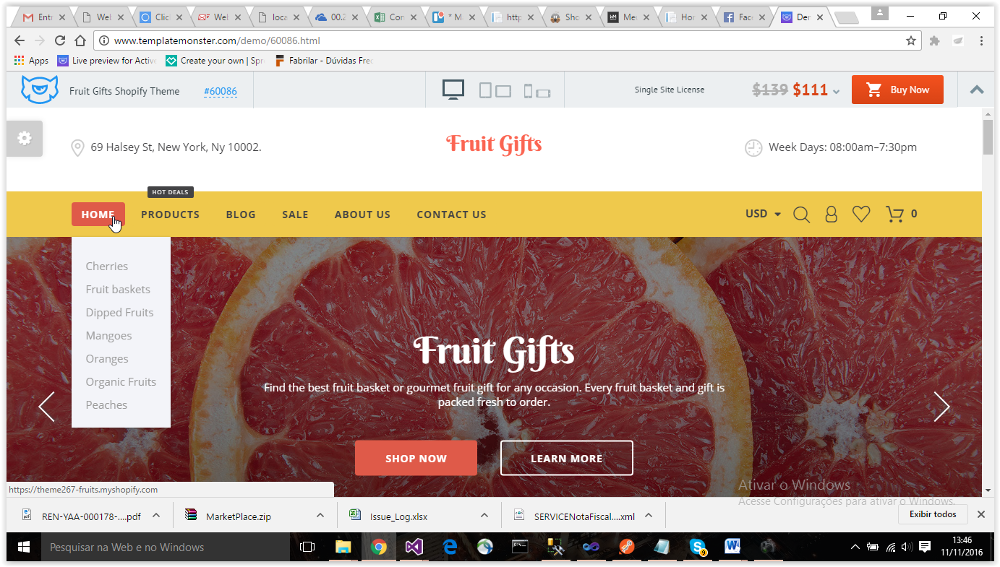 Entr
Wel
Clic
Wel
loca
00.2
Con
* M
http
Sho
Mer
Hor
Fac
Der
www.templatemonster.com/demo/60086.html
Apps Live preview for Active Create your own | Spr Fabrilar - Dúvidas Frec
Fruit Gifts Shopify Theme #60086 Single Site License $139 $111 Buy Now
69 Halsey St, New York, Ny 10002. Fruit Gifts Week Days: 08:00am–7:30pm
HOT DEALS
HOME PRODUCTS BLOG SALE ABOUT US CONTACT US USD 0
Cherries
Fruit baskets
Dipped Fruits
Mangoes
Oranges
Organic Fruits
Peaches
Fruit Gifts
Find the best fruit basket or gourmet fruit gift for any occasion. Every fruit basket and gift is
packed fresh to order.
SHOP NOW LEARN MORE
Ativar o Windows
Acesse Configurações para ativar o Windows.
https://theme267-fruits.myshopify.com
REN-YAA-000178-....pdf MarketPlace.zip Issue_Log.xlsx SERVICENotaFiscal....xml Exibir todos
Pesquisar na Web e no Windows 9 13:46
11/11/2016